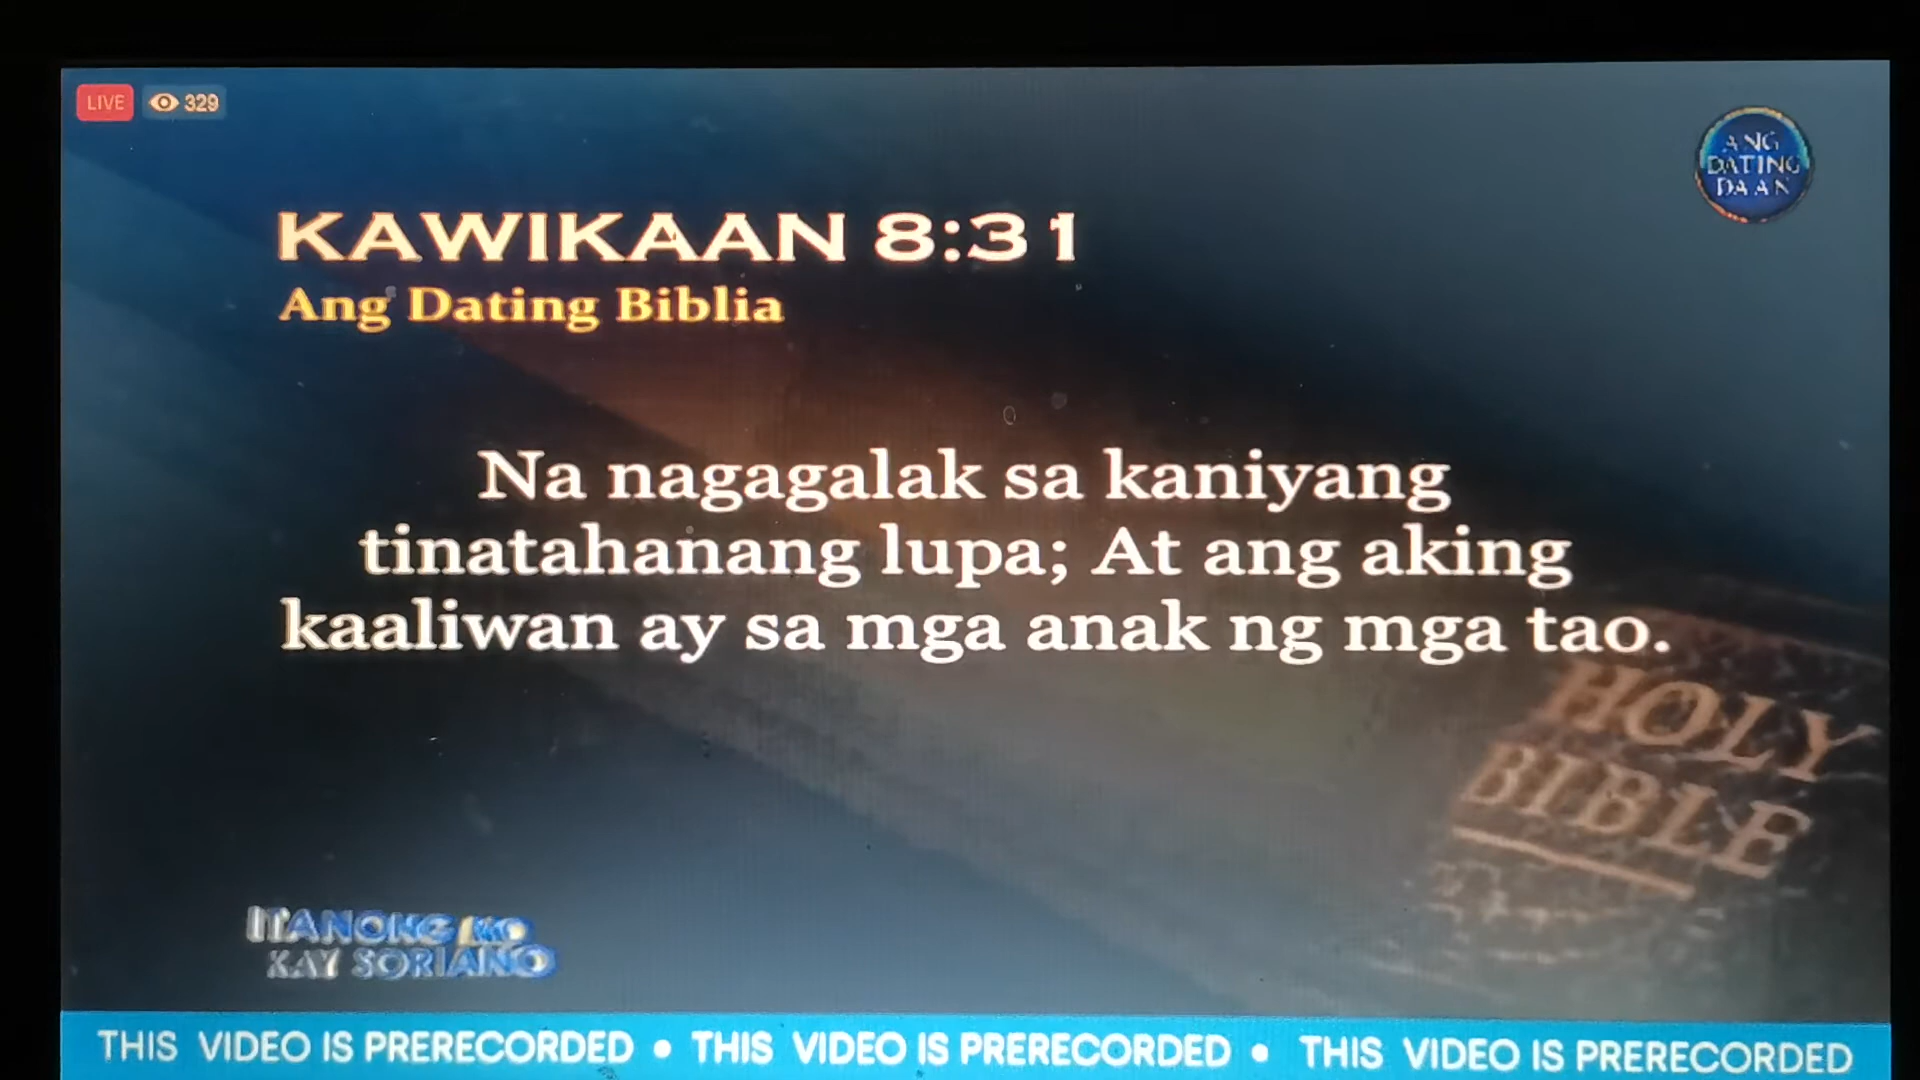 LIVE 329
ANG
DATING
DAAN
KAWIKAAN 8:31
Ang Dating Biblia
Na nagagalak sa kaniyang
tinatahanang lupa; At ang aking
kaaliwan ay sa mga anak ng mga tao.
HOLY
BIBLE
ITANONG MO
KAY SORIANO
THIS VIDEO IS PRERECORDED • THIS VIDEO IS PRERECORDED • THIS VIDEO IS PRERECORDED